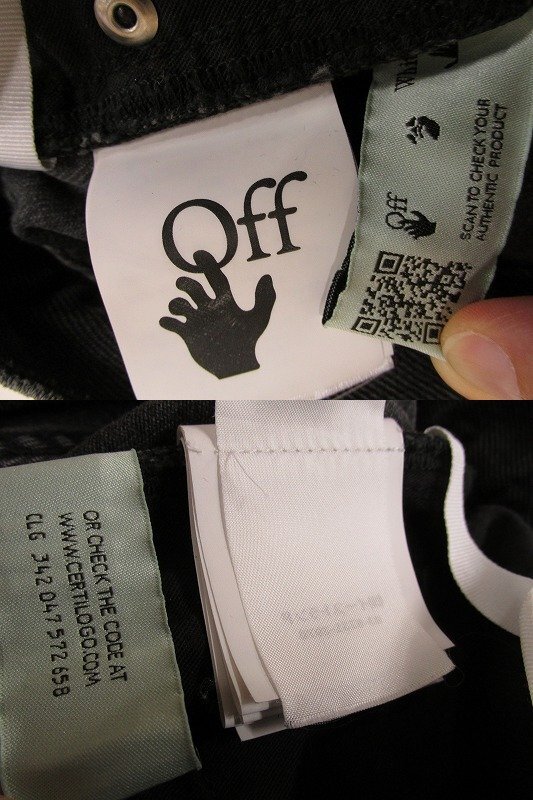 Off
Off
SCAN TO CHECK YOUR
AUTHENTIC PRODUCT
OR CHECK THE CODE AT
WWW.CERTILOGO.COM
CLG 342 047 572 658